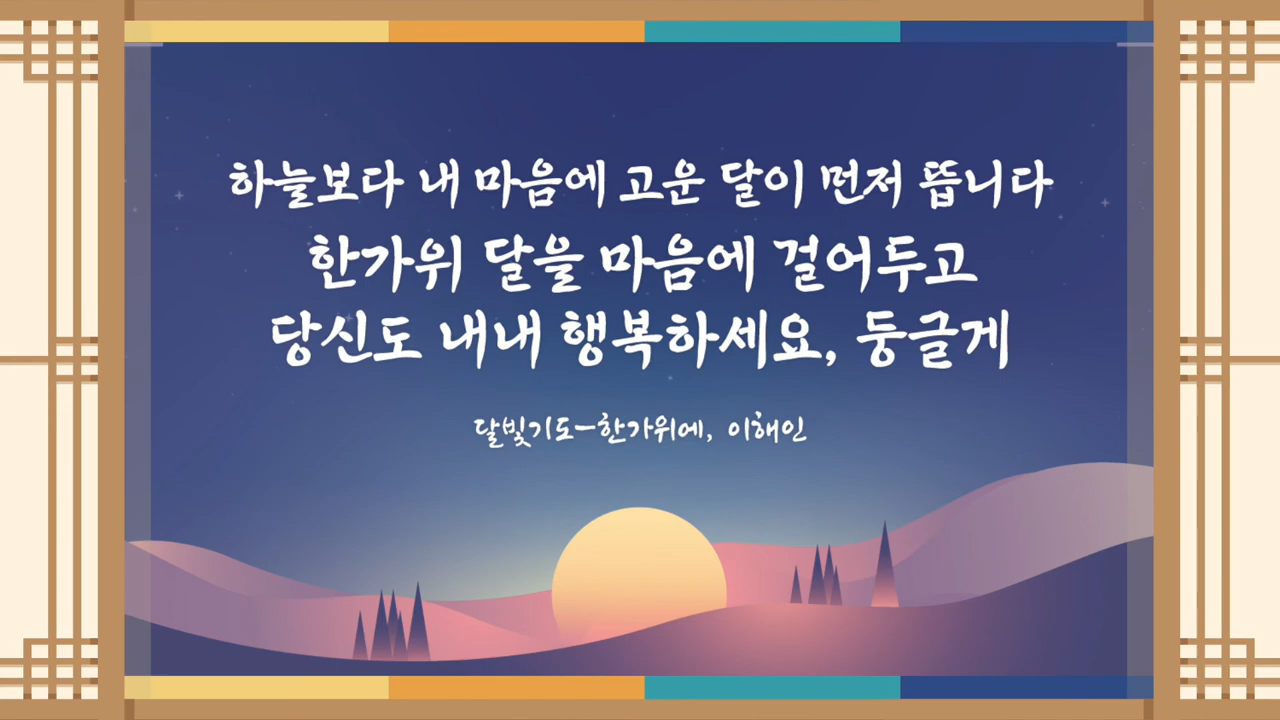 하늘보다 내 마음에 고운 달이 먼저 뜹니다
한가위 달을 마음에 걸어두고
당신도 내내 행복하세요, 둥글게
달빛기도-한가위에, 이해인